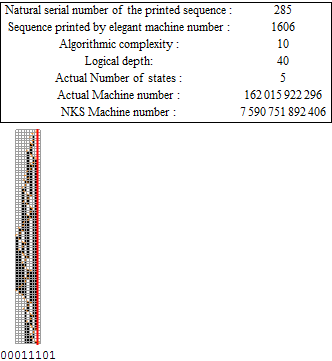 Natural serial number of the printed sequence : 285
Sequence printed by elegant machine number : 1606
Algorithmic complexity : 10
Logical depth: 40
Actual Number of states : 5
Actual Machine number : 162 015 922 296
NKS Machine number : 7 590 751 892 406
00011101